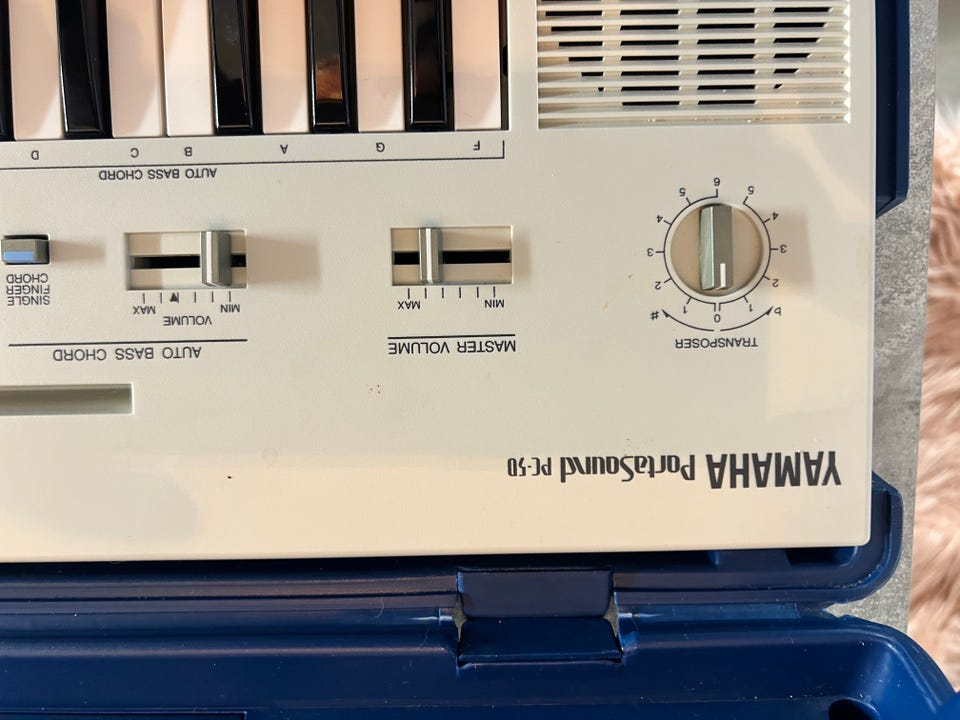 YAMAHA PortaSound PC-50
TRANSPOSER
♭ 1 0 1 ♯
2 2
3 3
4 4
5 6 5
MASTER VOLUME
MIN MAX
AUTO BASS CHORD
VOLUME
MIN MAX
SINGLE
FINGER
CHORD
AUTO BASS CHORD
F G A B C D